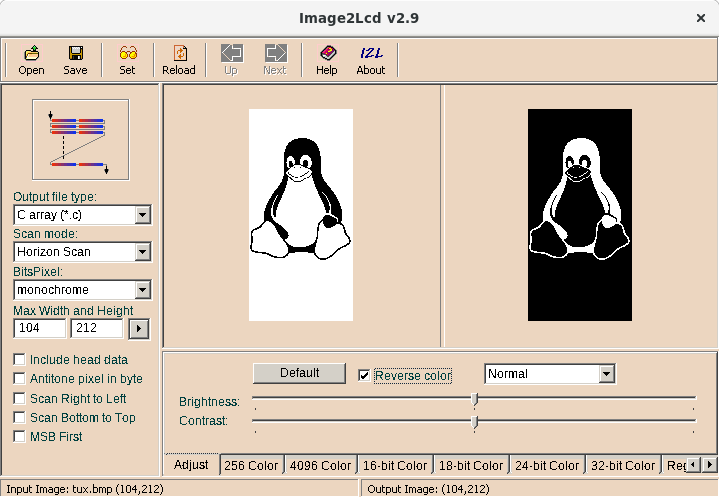 Image2Lcd v2.9
Open Save Set Reload Up Next Help About
Output file type:
C array (*.c)
Scan mode:
Horizon Scan
BitsPixel:
monochrome
Max Width and Height
104 212
Include head data
Antitone pixel in byte
Scan Right to Left
Scan Bottom to Top
MSB First
Default Reverse color Normal
Brightness:
Contrast:
Adjust 256 Color 4096 Color 16-bit Color 18-bit Color 24-bit Color 32-bit Color
Input Image: tux.bmp (104,212) Output Image: (104,212)